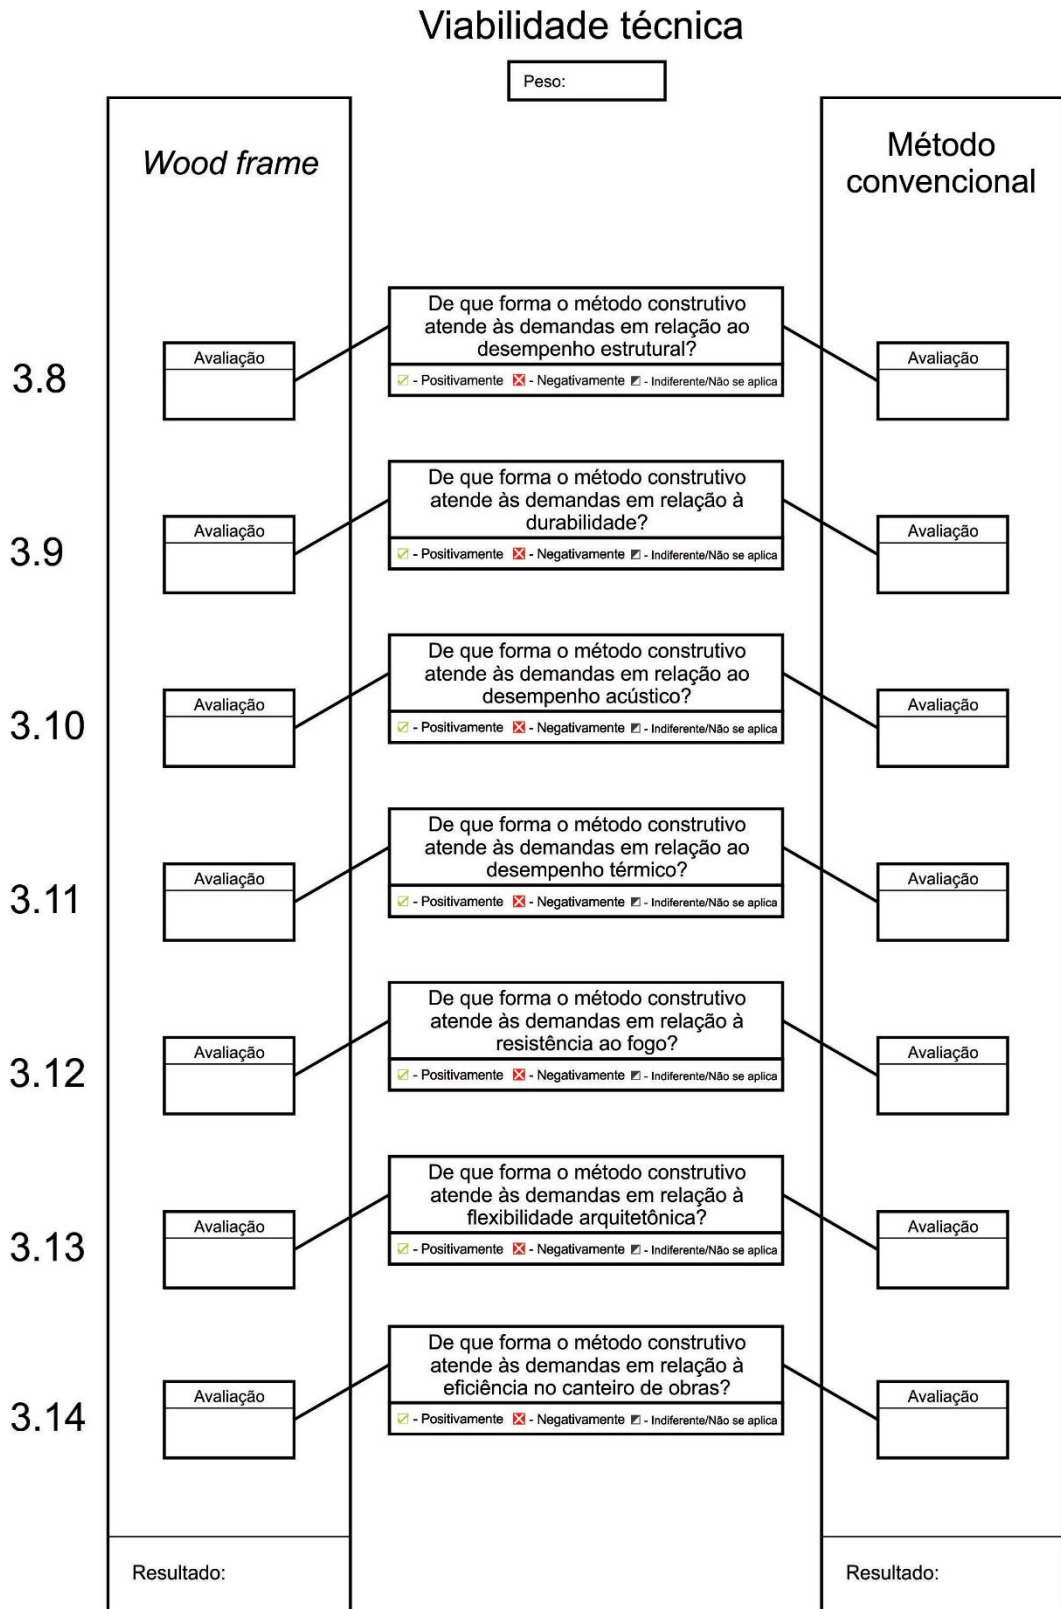 Viabilidade técnica
Peso:
Wood frame
Método
convencional
3.8
Avaliação
De que forma o método construtivo
atende às demandas em relação ao
desempenho estrutural?
- Positivamente - Negativamente - Indiferente/Não se aplica
Avaliação
3.9
Avaliação
De que forma o método construtivo
atende às demandas em relação à
durabilidade?
- Positivamente - Negativamente - Indiferente/Não se aplica
Avaliação
3.10
Avaliação
De que forma o método construtivo
atende às demandas em relação ao
desempenho acústico?
- Positivamente - Negativamente - Indiferente/Não se aplica
Avaliação
3.11
Avaliação
De que forma o método construtivo
atende às demandas em relação ao
desempenho térmico?
- Positivamente - Negativamente - Indiferente/Não se aplica
Avaliação
3.12
Avaliação
De que forma o método construtivo
atende às demandas em relação à
resistência ao fogo?
- Positivamente - Negativamente - Indiferente/Não se aplica
Avaliação
3.13
Avaliação
De que forma o método construtivo
atende às demandas em relação à
flexibilidade arquitetônica?
- Positivamente - Negativamente - Indiferente/Não se aplica
Avaliação
3.14
Avaliação
De que forma o método construtivo
atende às demandas em relação à
eficiência no canteiro de obras?
- Positivamente - Negativamente - Indiferente/Não se aplica
Avaliação
Resultado:
Resultado: